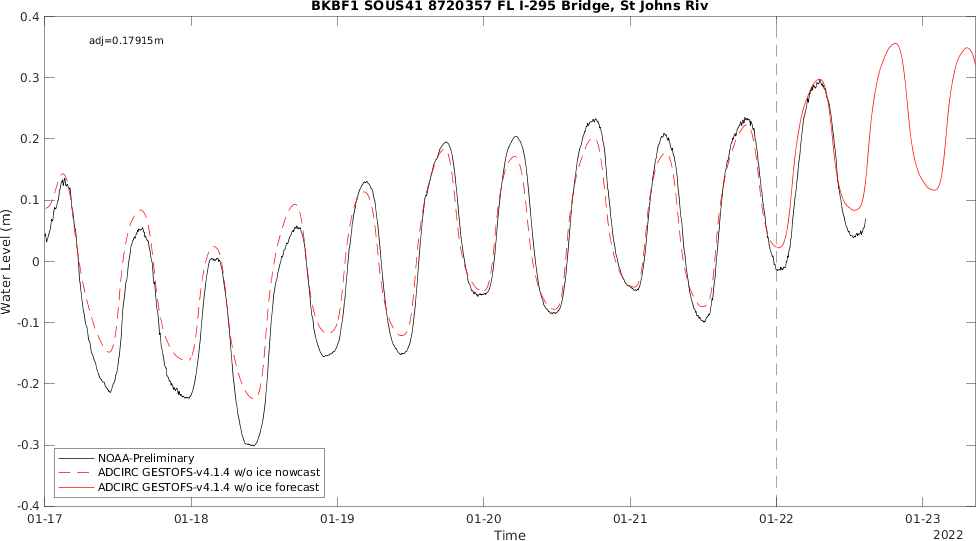 BKBF1 SOUS41 8720357 FL I-295 Bridge, St Johns Riv
adj=0.17915m
0.4
0.3
0.2
0.1
0
-0.1
-0.2
-0.3
-0.4
Water Level (m)
NOAA-Preliminary
ADCIRC GESTOFS-v4.1.4 w/o ice nowcast
ADCIRC GESTOFS-v4.1.4 w/o ice forecast
01-17 01-18 01-19 01-20 01-21 01-22 01-23
Time
2022